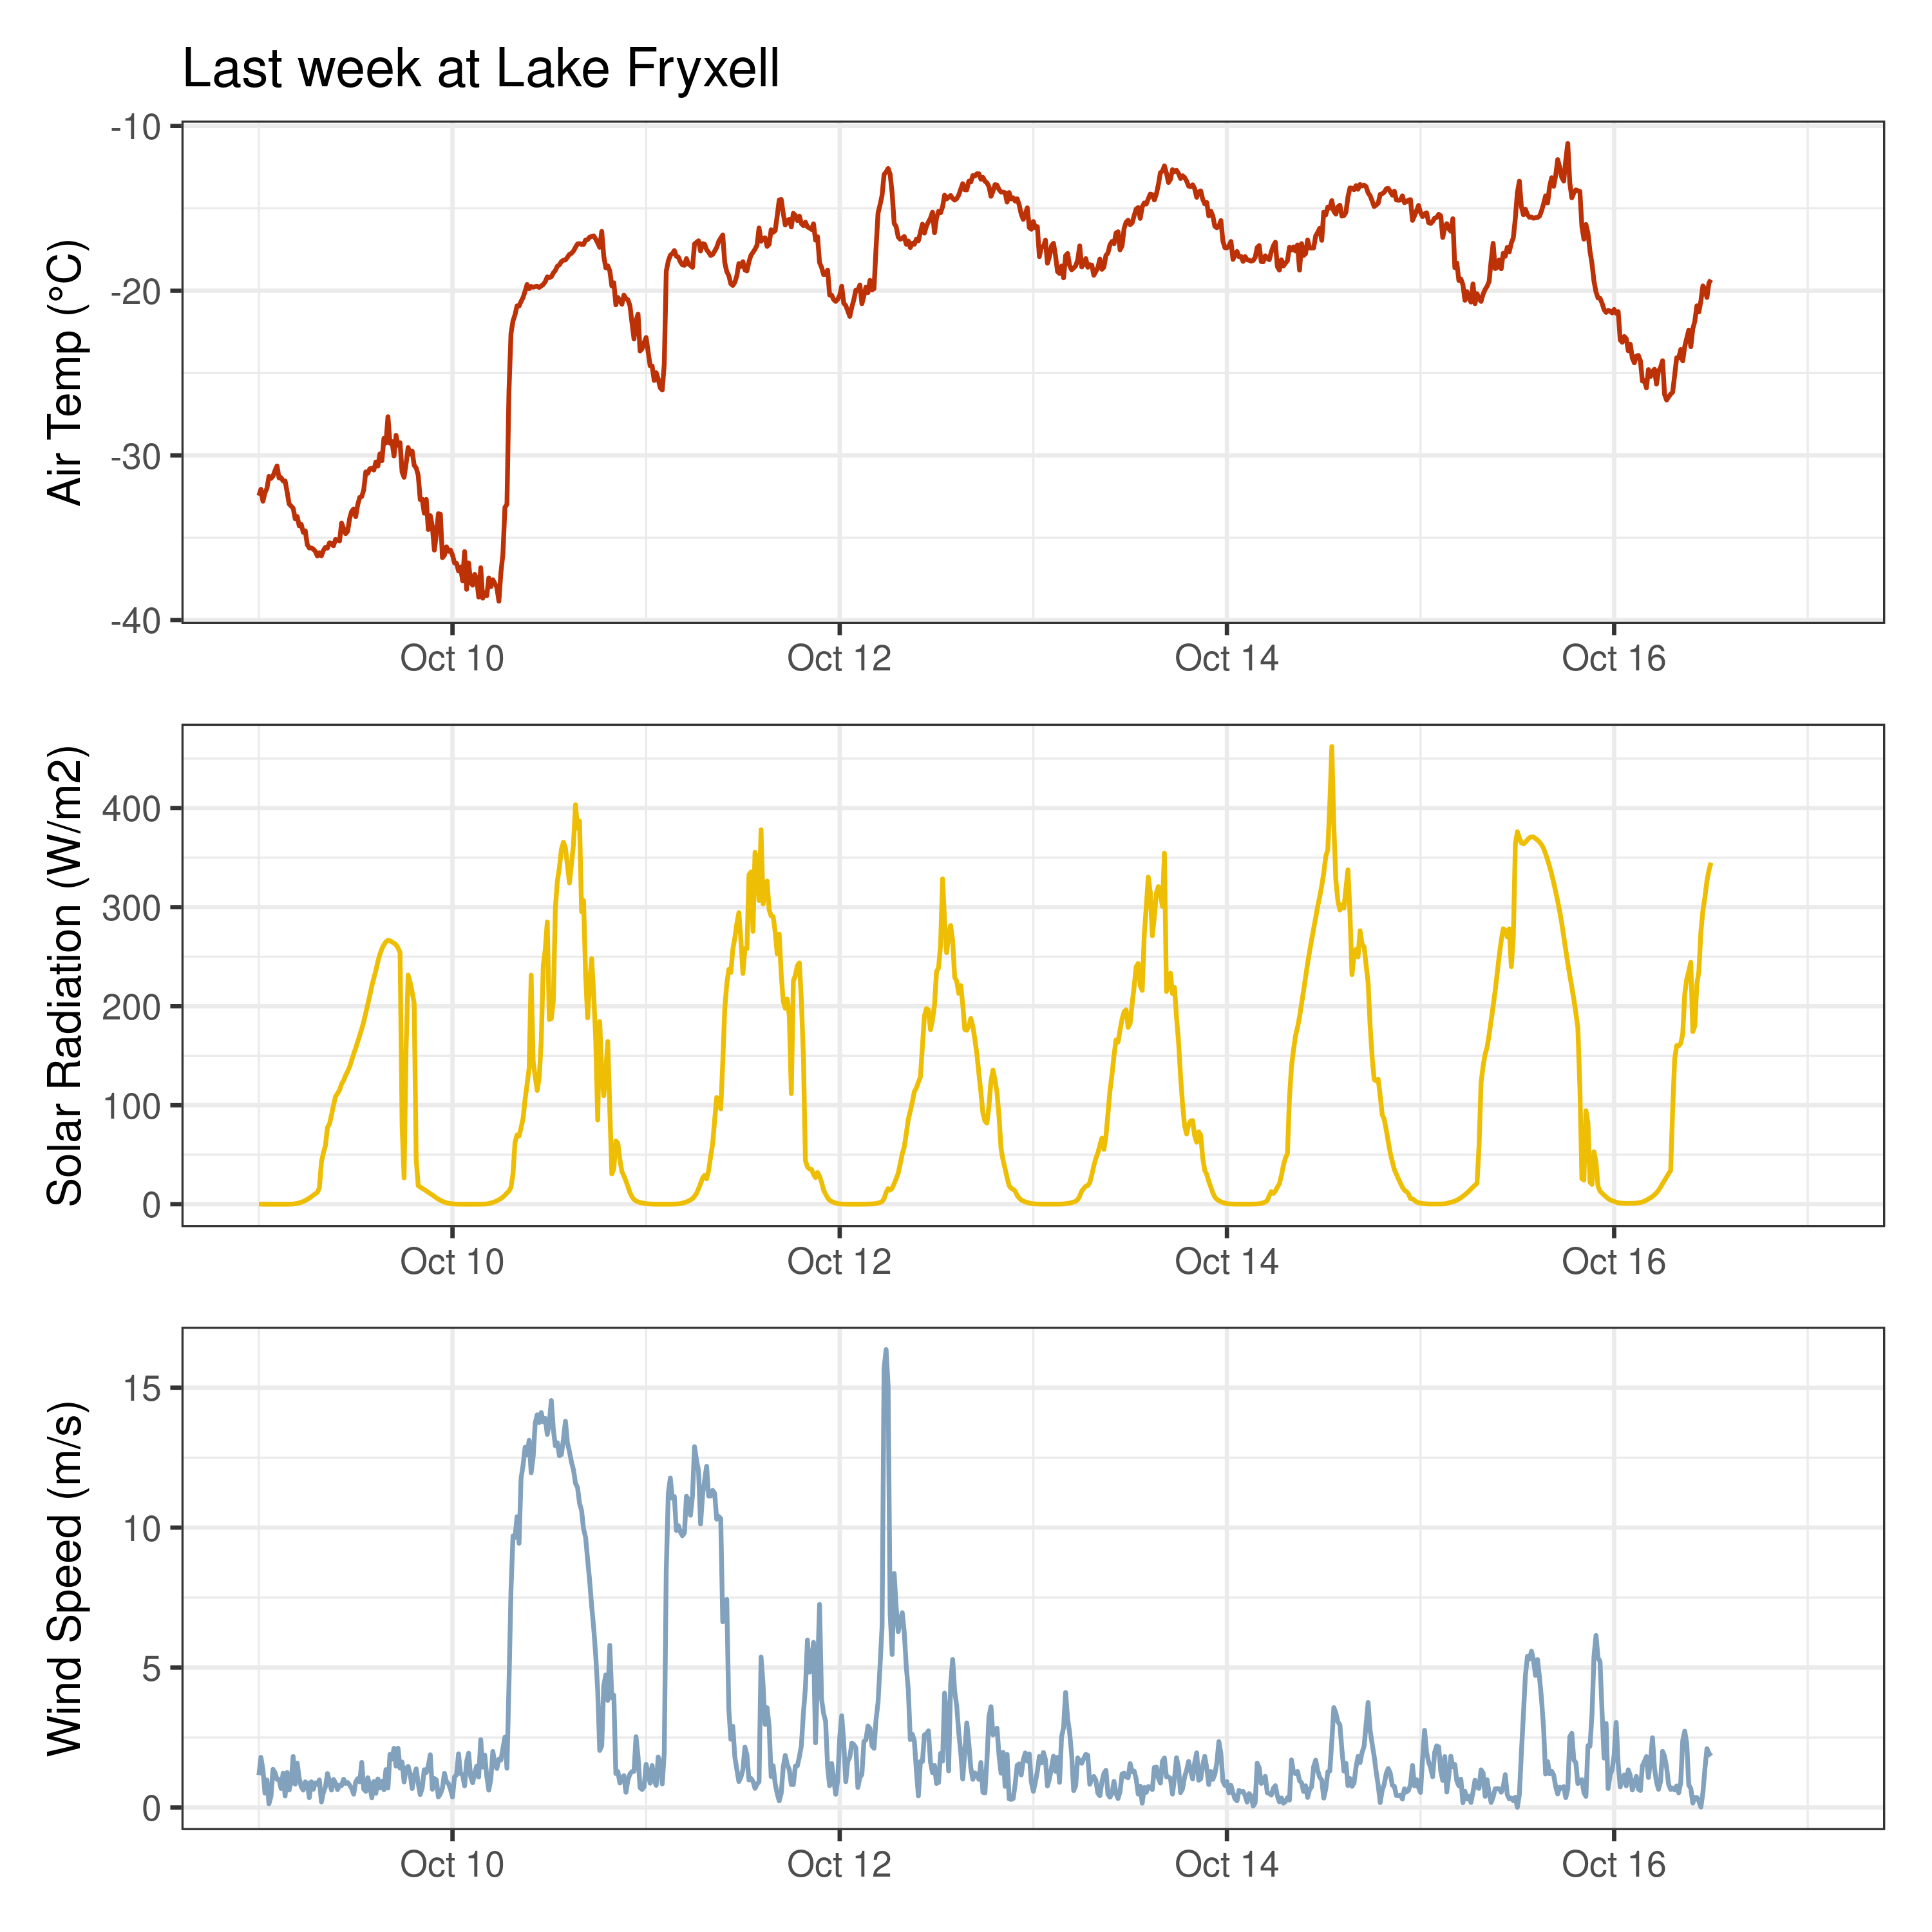 Last week at Lake Fryxell
Air Temp (°C)
-10
-20
-30
-40
Oct 10 Oct 12 Oct 14 Oct 16
Solar Radiation (W/m2)
400
300
200
100
0
Oct 10 Oct 12 Oct 14 Oct 16
Wind Speed (m/s)
15
10
5
0
Oct 10 Oct 12 Oct 14 Oct 16